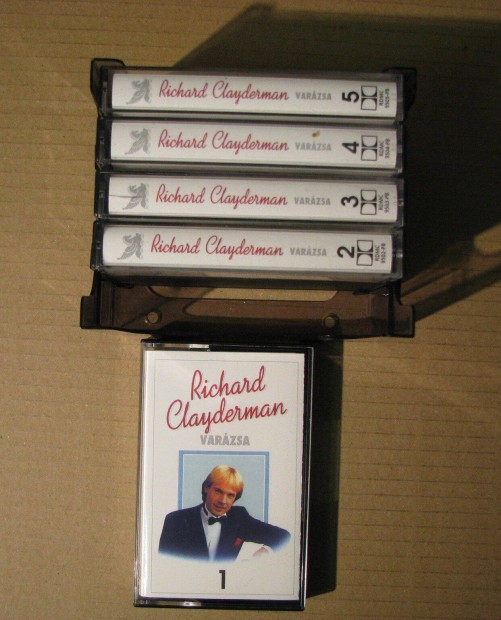 Richard Clayderman VARÁZSA 5
Richard Clayderman VARÁZSA 4
Richard Clayderman VARÁZSA 3
Richard Clayderman VARÁZSA 2
Richard
Clayderman
VARÁZSA
1